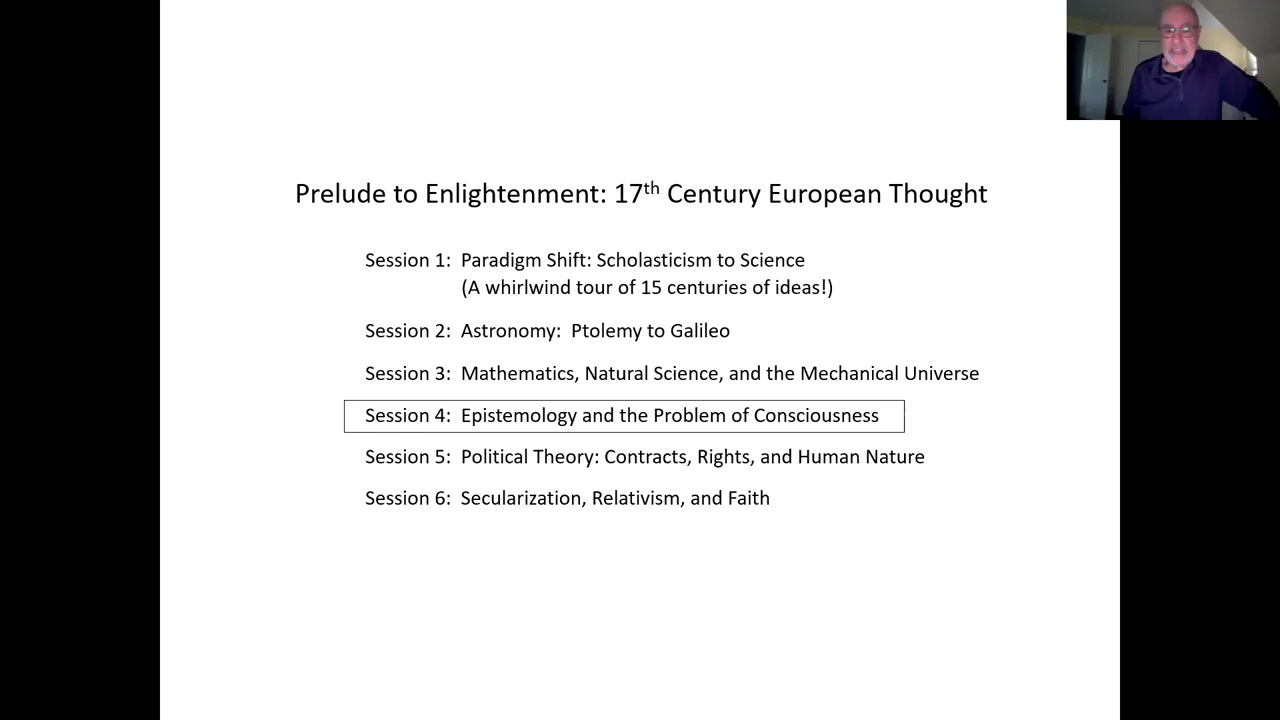 Prelude to Enlightenment: 17th Century European Thought
Session 1: Paradigm Shift: Scholasticism to Science
(A whirlwind tour of 15 centuries of ideas!)
Session 2: Astronomy: Ptolemy to Galileo
Session 3: Mathematics, Natural Science, and the Mechanical Universe
Session 4: Epistemology and the Problem of Consciousness
Session 5: Political Theory: Contracts, Rights, and Human Nature
Session 6: Secularization, Relativism, and Faith